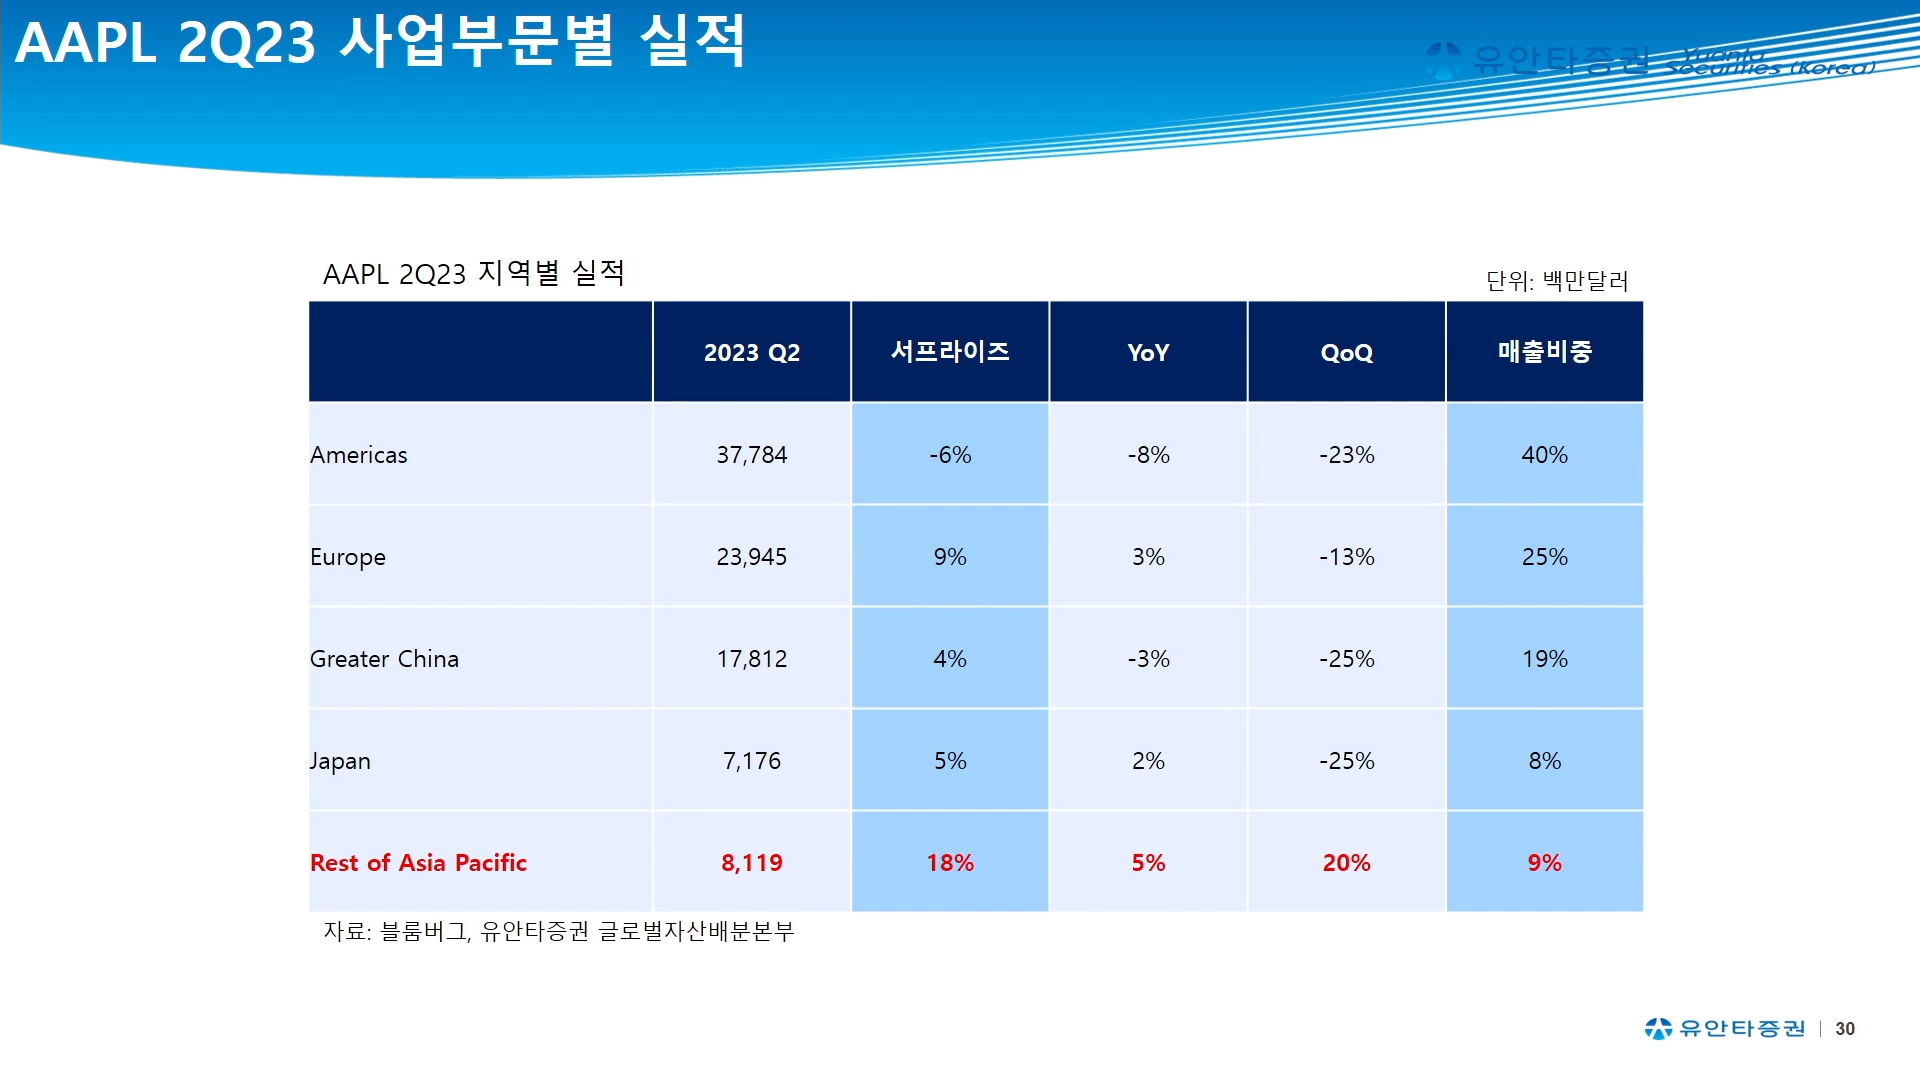 AAPL 2Q23 사업부문별 실적
유안타증권 Yuanta Securities (Korea)
AAPL 2Q23 지역별 실적
단위: 백만달러
2023 Q2 서프라이즈 YoY QoQ 매출비중
Americas 37,784 -6% -8% -23% 40%
Europe 23,945 9% 3% -13% 25%
Greater China 17,812 4% -3% -25% 19%
Japan 7,176 5% 2% -25% 8%
Rest of Asia Pacific 8,119 18% 5% 20% 9%
자료: 블룸버그, 유안타증권 글로벌자산배분본부
유안타증권 30